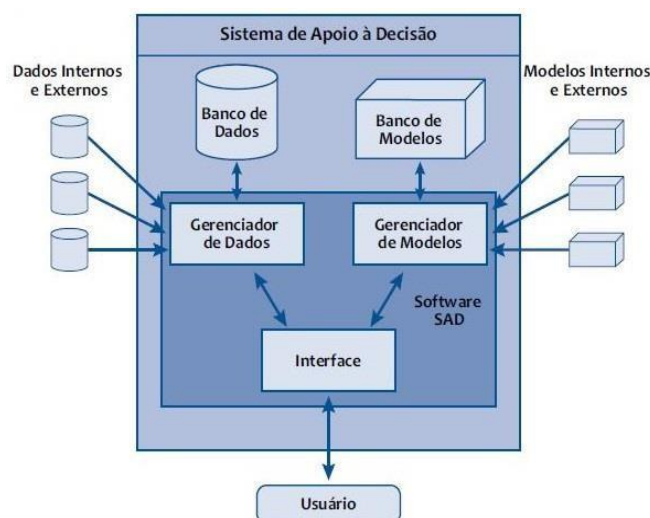 Sistema de Apoio à Decisão
Dados Internos
e Externos
Modelos Internos
e Externos
Banco de
Dados
Banco de
Modelos
Gerenciador
de Dados
Gerenciador
de Modelos
Software
SAD
Interface
Usuário